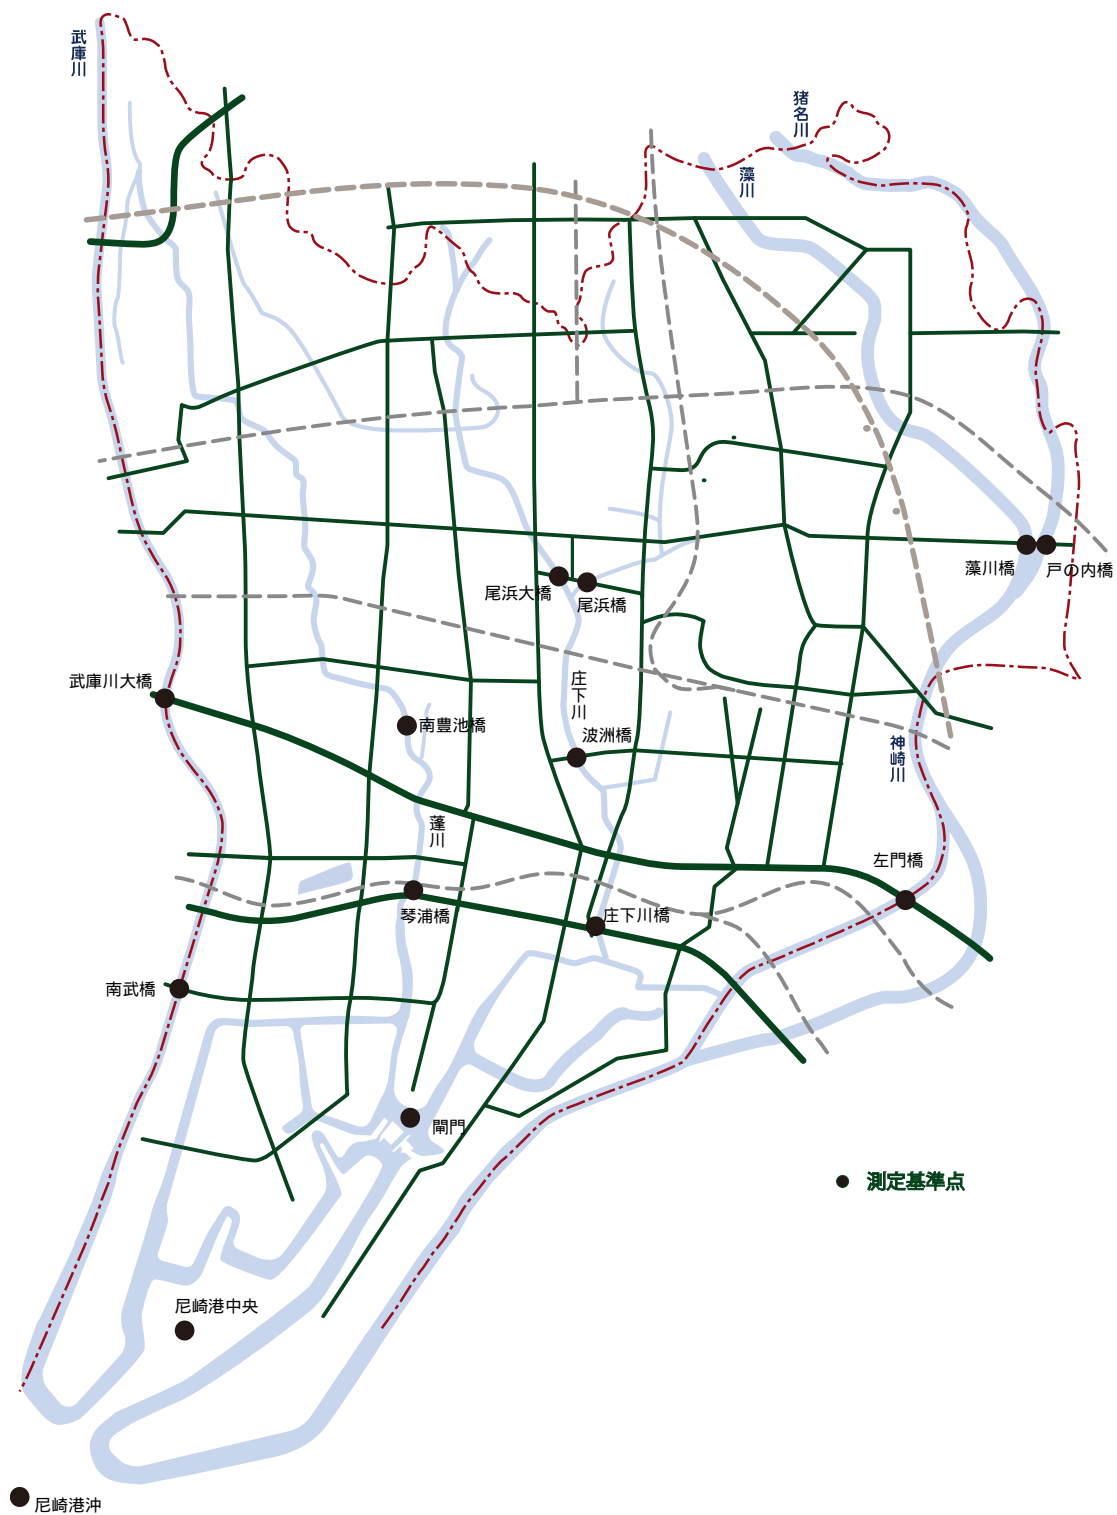 武庫川
猪名川
藻川
藻川橋
戸の内橋
尾浜大橋
尾浜橋
武庫川大橋
庄下川
南豊池橋
波洲橋
神崎川
蓬川
左門橋
琴浦橋
庄下川橋
南武橋
閘門
測定基準点
尼崎港中央
尼崎港沖